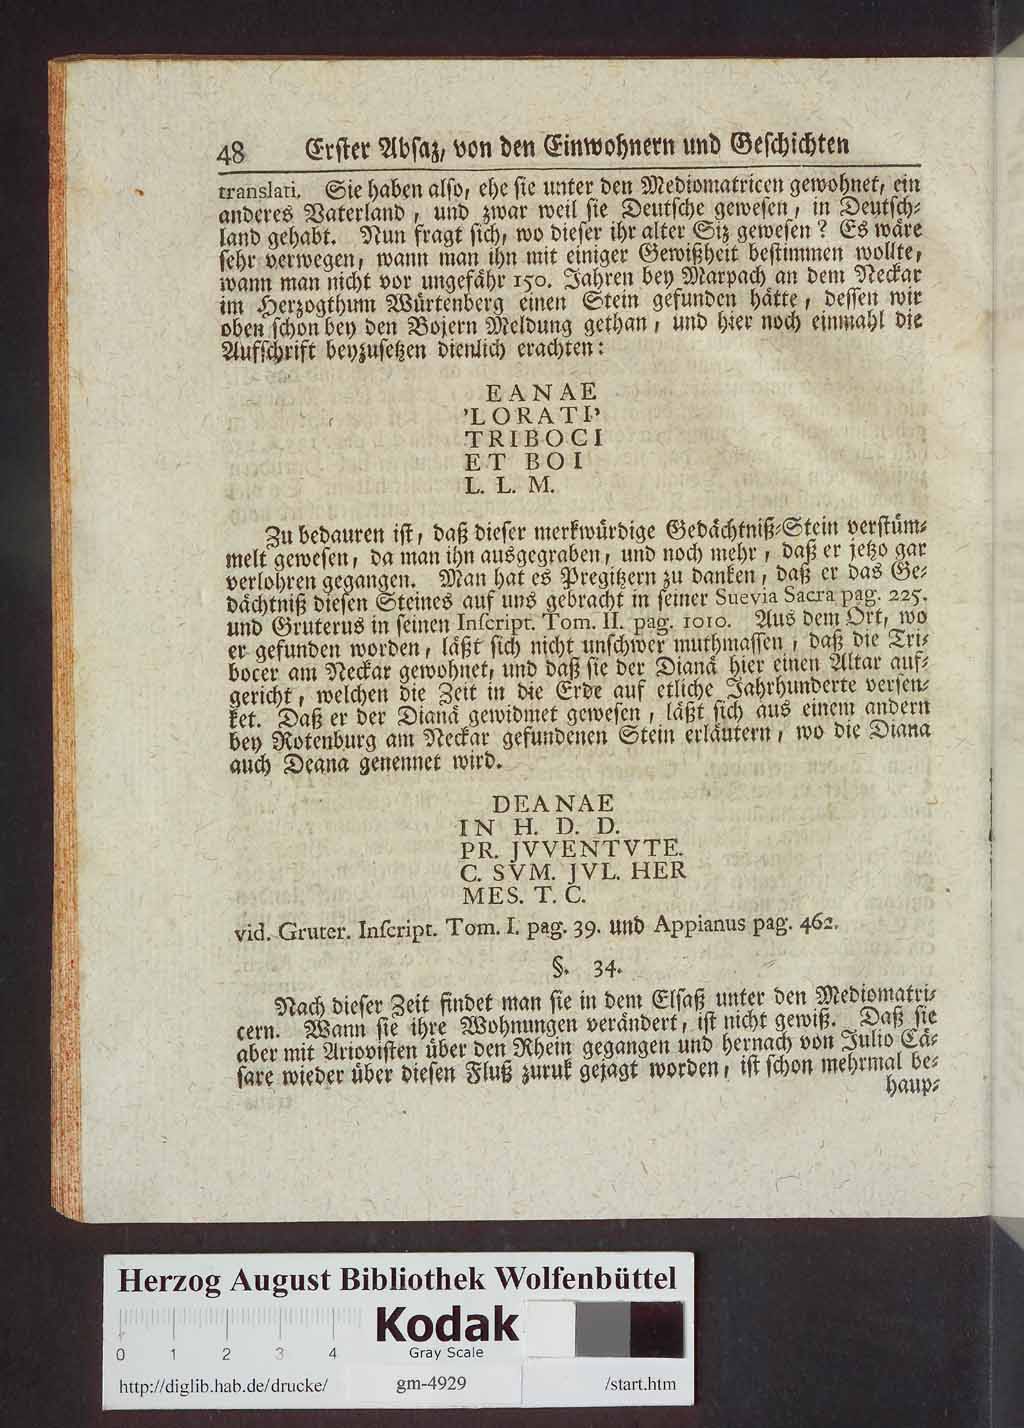 48 Erster Absaz, von den Einwohnern und Geschichten
translati. Sie haben also, ehe sie unter den Mediomatricen gewohnet, ein
anderes Vaterland, und zwar weil sie Deutsche gewesen, in Deutsch-
land gehabt. Nun fragt sich, wo dieser ihr alter Siz gewesen? Es wäre
sehr verwegen, wann man ihn mit einiger Gewißheit bestimmen wollte,
wann man nicht vor ungefähr 150. Jahren bey Marpach an dem Neckar
im Herzogthum Würtenberg einen Stein gefunden hätte, dessen wir
oben schon bey den Bojern Meldung gethan, und hier noch einmahl die
Aufschrift beyzusetzen dienlich erachten:
EANAE
'LORATI'
TRIBOCI
ET BOI
L. L. M.
Zu bedauren ist, daß dieser merkwürdige Gedächtniß-Stein verstüm-
melt gewesen, da man ihn ausgegraben, und noch mehr, daß er jetzo gar
verlohren gegangen. Man hat es Pregitzern zu danken, daß er das Ge-
dächtniß diesen Steines auf uns gebracht in seiner Suevia Sacra pag. 225.
und Gruterus in seinen Inscript. Tom. II. pag. 1010. Aus dem Ort, wo
er gefunden worden, läßt sich nicht unschwer muthmassen, daß die Tri-
bocer am Neckar gewohnet, und daß sie der Dianä hier einen Altar auf-
gericht, welchen die Zeit in die Erde auf etliche Jahrhunderte versen-
ket. Daß er der Dianä gewidmet gewesen, läßt sich aus einem andern
bey Rotenburg am Neckar gefundenen Stein erläutern, wo die Diana
auch Deana genennet wird.
DEANAE
IN H. D. D.
PR. JVVENTVTE.
C. SVM. JVL. HER
MES. T. C.
vid. Gruter. Inscript. Tom. I. pag. 39. und Appianus pag. 462.
§. 34.
Nach dieser Zeit findet man sie in dem Elsaß unter den Mediomatri-
cern. Wann sie ihre Wohnungen verändert, ist nicht gewiß. Daß sie
aber mit Ariovisten über den Rhein gegangen und hernach von Julio Cä-
sare wieder über diesen Fluß zuruk gejagt worden, ist schon mehrmal be-
haup-
Herzog August Bibliothek Wolfenbüttel
Kodak
0 1 2 3 4 Gray Scale
http://diglib.hab.de/drucke/ gm-4929 /start.htm